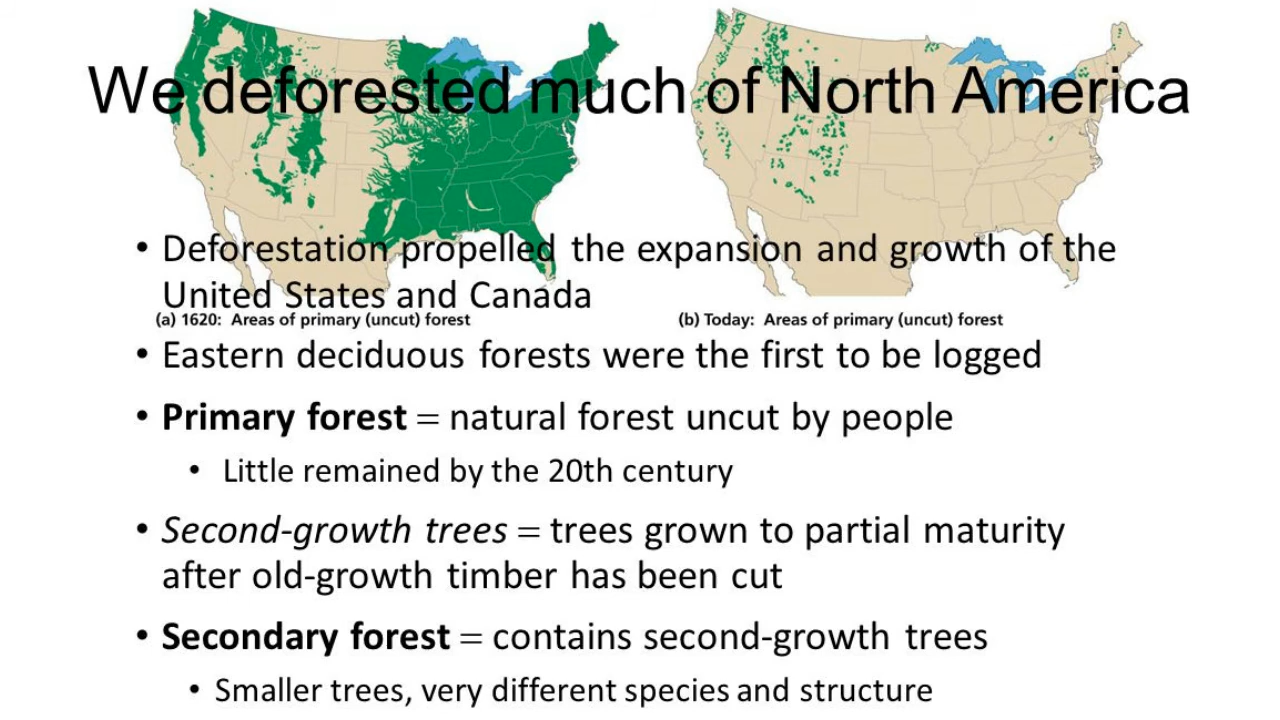 We deforested much of North America
• Deforestation propelled the expansion and growth of the
United States and Canada
(a) 1620: Areas of primary (uncut) forest
(b) Today: Areas of primary (uncut) forest
• Eastern deciduous forests were the first to be logged
• Primary forest = natural forest uncut by people
• Little remained by the 20th century
• Second-growth trees = trees grown to partial maturity
after old-growth timber has been cut
• Secondary forest = contains second-growth trees
• Smaller trees, very different species and structure